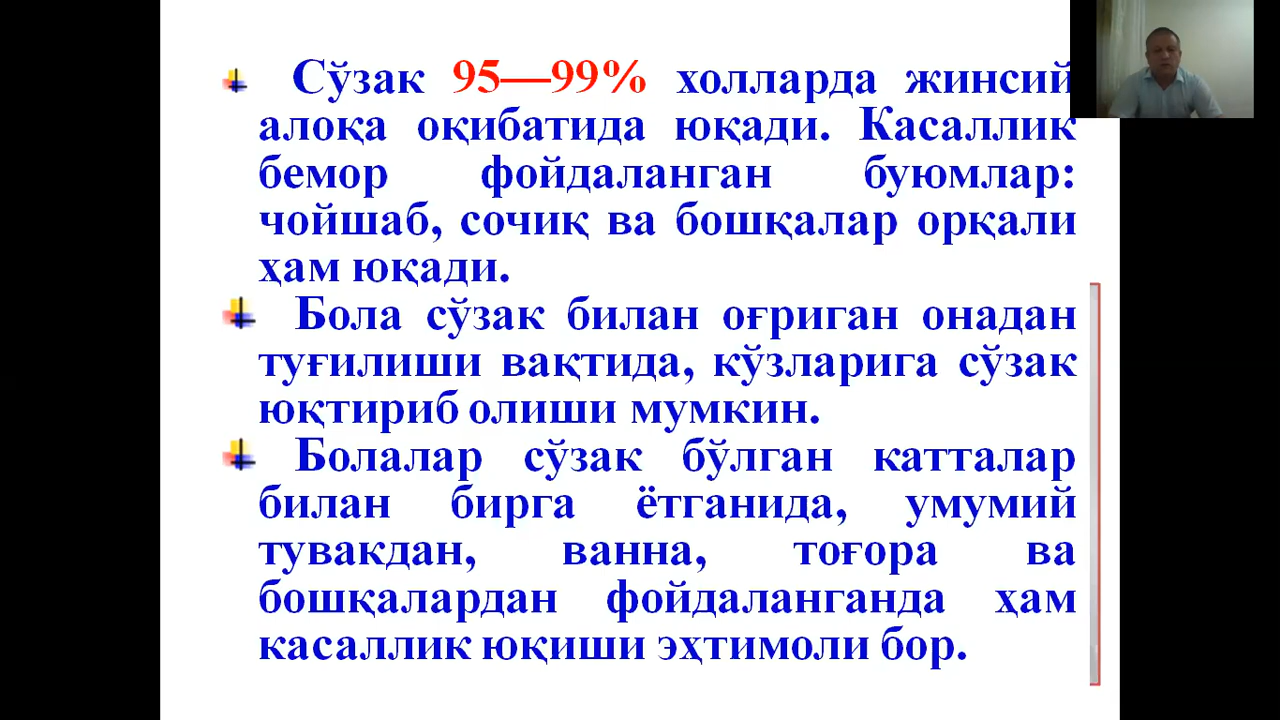 Сўзак 95—99% холларда жинсий
алоқа оқибатида юқади. Касаллик
бемор фойдаланган буюмлар:
чойшаб, сочиқ ва бошқалар орқали
ҳам юқади.
Бола сўзак билан оғриган онадан
туғилиши вақтида, кўзларига сўзак
юқтириб олиши мумкин.
Болалар сўзак бўлган катталар
билан бирга ётганида, умумий
тувакдан, ванна, тоғора ва
бошқалардан фойдаланганда ҳам
касаллик юқиши эҳтимоли бор.